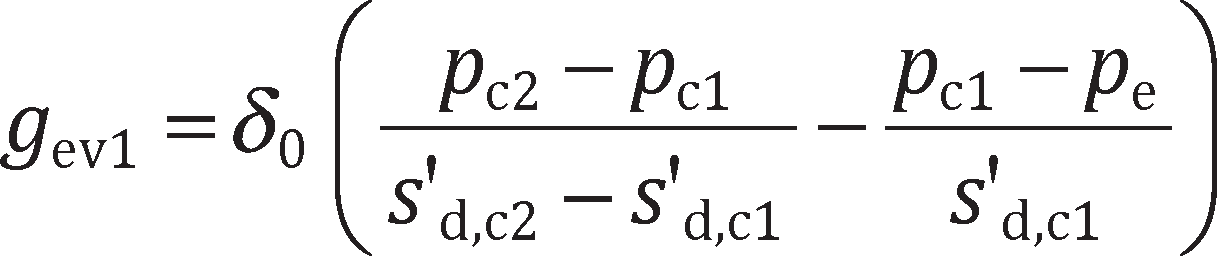 g_ev1 = δ_0 ( (p_c2 − p_c1) / (s'_d,c2 − s'_d,c1) − (p_c1 − p_e) / s'_d,c1 )